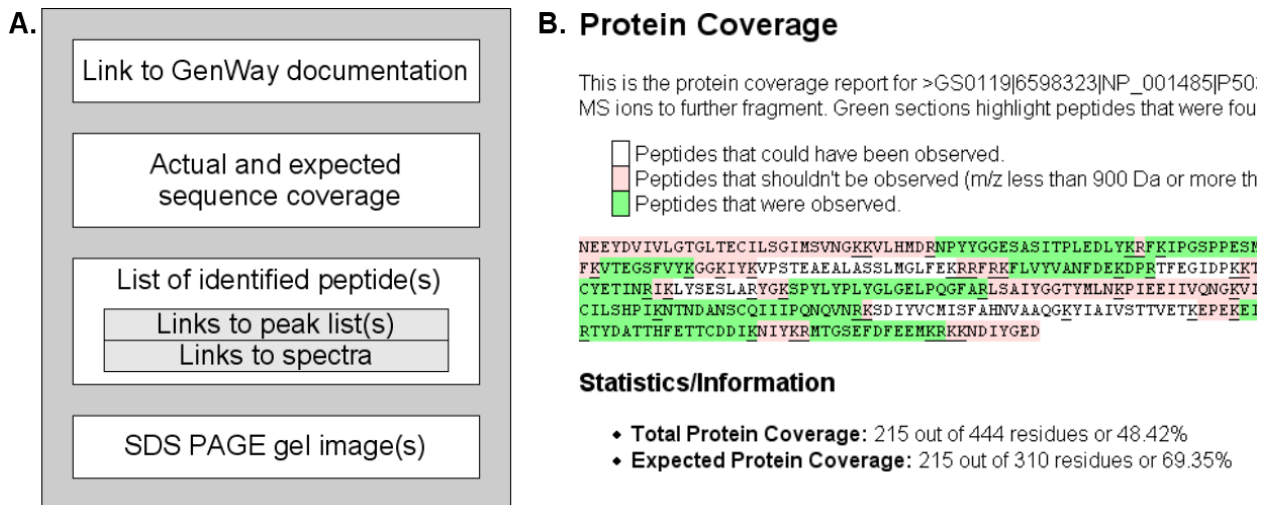 A.
Link to GenWay documentation
Actual and expected
sequence coverage
List of identified peptide(s)
Links to peak list(s)
Links to spectra
SDS PAGE gel image(s)
B. Protein Coverage
This is the protein coverage report for >GS0119|6598323|NP_001485|P50
MS ions to further fragment. Green sections highlight peptides that were fou
Peptides that could have been observed.
Peptides that shouldn't be observed (m/z less than 900 Da or more th
Peptides that were observed.
NEEYDVIVLGTGLTECILSGIMSVNGKKVLHMDRNPYYGGESASITPLEDLYKRFKIPGSPPESM
FKVTEGSFVYKGGKIYKVPSTEAEALASSLMGLFEKRRFRKFLVYVANFDEKDPRTFEGIDPKKT
CYETINRIKLYSESLARYGKSPYLYPLYGLGELPQGFARLSAIYGGTYMLNKPIEEIIVQNGKVI
CILSHPIKNTNDANSCQIIIPQNQVNRKSDIYVCMISFAHNVAAQGKYIAIVSTTVETKEPEKEI
RTYDATTHFETTCDDIKNIYKRMTGSEFDFEEMKRKKNDIYGED
Statistics/Information
• Total Protein Coverage: 215 out of 444 residues or 48.42%
• Expected Protein Coverage: 215 out of 310 residues or 69.35%